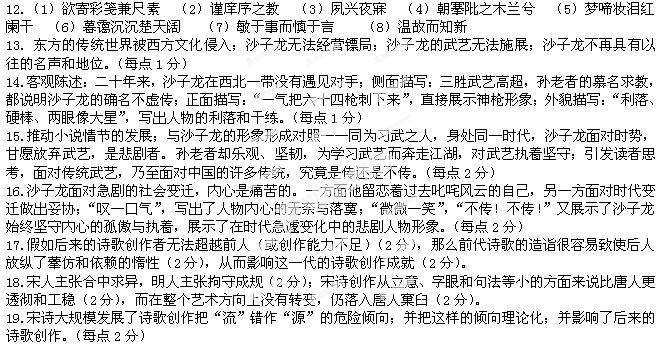 12. (1) 欲寄彩笺兼尺素 (2) 谨庠序之教 (3) 夙兴夜寐 (4) 朝搴阰之木兰兮 (5) 梦啼妆泪红
阑干 (6) 暮霭沉沉楚天阔 (7) 敏于事而慎于言 (8) 温故而知新
13. 东方的传统世界被西方文化侵入；沙子龙无法经营镖局；沙子龙的武艺无法施展；沙子龙不再具有以
往的名声和地位。(每点1分)
14.客观陈述：二十年来，沙子龙在西北一带没有遇见对手；侧面描写：三胜武艺高超，孙老者的慕名求教，
都说明沙子龙的确名不虚传；正面描写：“一气把六十四枪刺下来”，直接展示神枪形象；外貌描写：“利落、
硬棒、两眼像大星”，写出人物的利落和干练。(每点1分)
15.推动小说情节的发展；与沙子龙的形象形成对照——同为习武之人，身处同一时代，沙子龙面对时势，
甘愿放弃武艺，是悲剧者。孙老者却乐观、坚韧，为学习武艺而奔走江湖，对武艺执着坚守；引发读者思
考，面对传统武艺，乃至面对中国的许多传统，究竟是传还是不传。(每点2分)
16.沙子龙面对急剧的社会变迁，内心是痛苦的。一方面他留恋着过去叱咤风云的自己，另一方面对时代变
迁做出妥协；“叹一口气”，写出了人物内心的无奈与落寞；“微微一笑”，“不传！不传！”又展示了沙子龙
始终坚守内心的孤傲与执着，展示了在时代急遽变化中的悲剧人物形象。(每点2分)
17.假如后来的诗歌创作者无法超越前人（或创作能力不足）(2分)，那么前代诗歌的造诣很容易致使后人
放纵了摹仿和依赖的惰性(2分)，从而影响这一代的诗歌创作成就(2分)。
18.宋人主张合中求异，明人主张拘守成规(2分)；宋诗创作从立意、字眼和句法等小的方面来说比唐人更
透彻和工稳(2分)，而在整个艺术方向上没有转变，仍落入唐人窠臼(2分)。
19.宋诗大规模发展了诗歌创作把“流”错作“源”的危险倾向；并把这样的倾向理论化；并影响了后来的
诗歌创作。(每点2分)